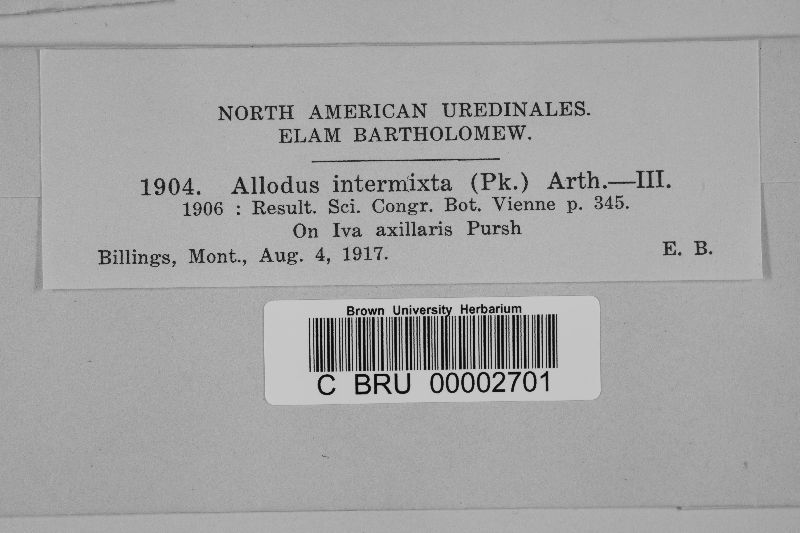 NORTH AMERICAN UREDINALES.
ELAM BARTHOLOMEW.
1904. Allodus intermixta (Pk.) Arth.—III.
1906 : Result. Sci. Congr. Bot. Vienne p. 345.
On Iva axillaris Pursh
Billings, Mont., Aug. 4, 1917. E. B.
Brown University Herbarium
C BRU 00002701